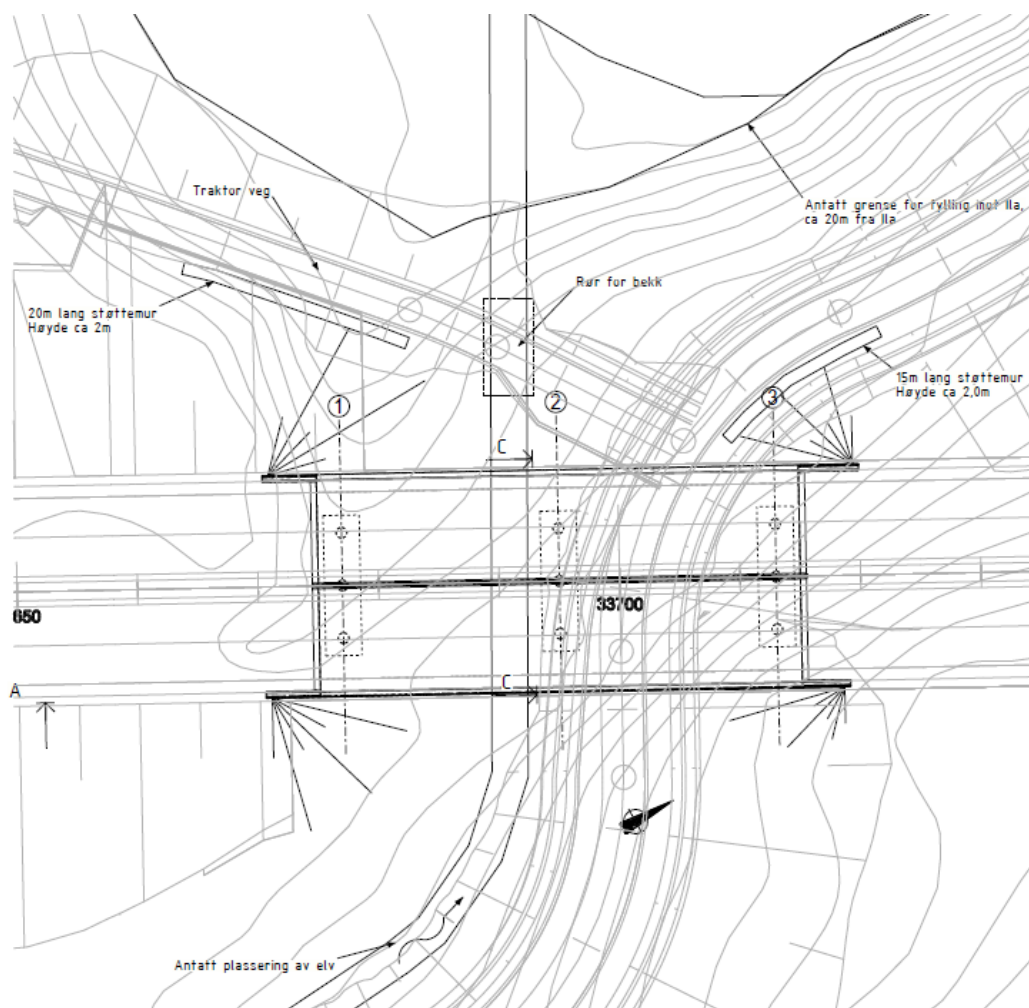 Traktor veg
Antatt grense for fylling mot Ila,
ca 20m fra Ila
Rør for bekk
20m lang støttemur
Høyde ca 2m
15m lang støttemur
Høyde ca 2,0m
1
2
3
C
33700
650
A
C
Antatt plassering av elv